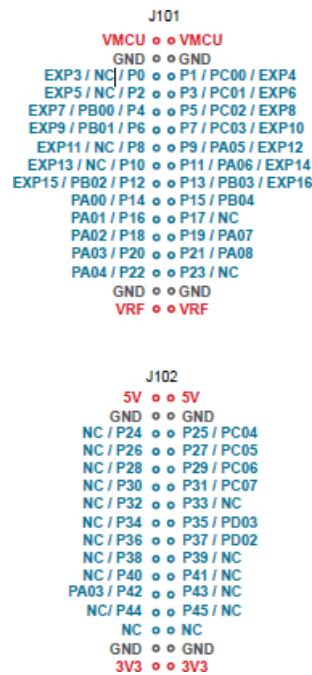 J101
VMCU VMCU
GND GND
EXP3 / NC / P0 P1 / PC00 / EXP4
EXP5 / NC / P2 P3 / PC01 / EXP6
EXP7 / PB00 / P4 P5 / PC02 / EXP8
EXP9 / PB01 / P6 P7 / PC03 / EXP10
EXP11 / NC / P8 P9 / PA05 / EXP12
EXP13 / NC / P10 P11 / PA06 / EXP14
EXP15 / PB02 / P12 P13 / PB03 / EXP16
PA00 / P14 P15 / PB04
PA01 / P16 P17 / NC
PA02 / P18 P19 / PA07
PA03 / P20 P21 / PA08
PA04 / P22 P23 / NC
GND GND
VRF VRF
J102
5V 5V
GND GND
NC / P24 P25 / PC04
NC / P26 P27 / PC05
NC / P28 P29 / PC06
NC / P30 P31 / PC07
NC / P32 P33 / NC
NC / P34 P35 / PD03
NC / P36 P37 / PD02
NC / P38 P39 / NC
NC / P40 P41 / NC
PA03 / P42 P43 / NC
NC/ P44 P45 / NC
NC NC
GND GND
3V3 3V3